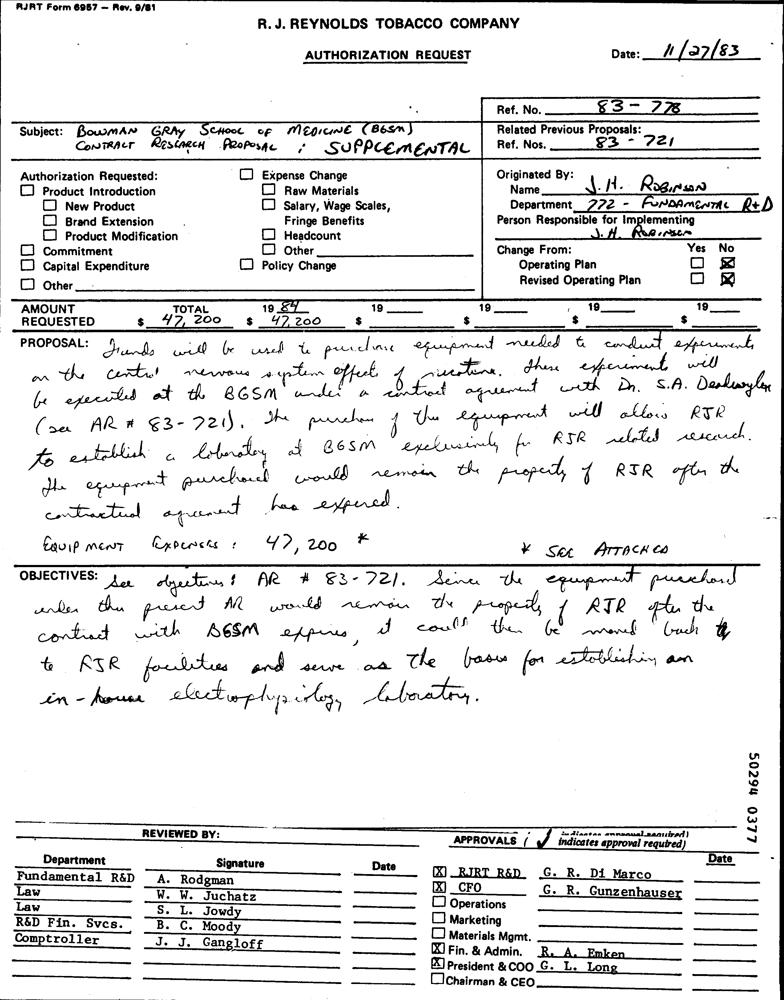 RJRT Form 6957 — Rev. 9/81
R. J. REYNOLDS TOBACCO COMPANY
AUTHORIZATION REQUEST
Date: 11/27/83
Ref. No. 83-778
Subject: BOWMAN GRAY SCHOOL OF MEDICINE (BGSM)
CONTRACT RESEARCH PROPOSAL : SUPPLEMENTAL
Related Previous Proposals:
Ref. Nos. 83-721
Authorization Requested:
☐ Product Introduction
☐ New Product
☐ Brand Extension
☐ Product Modification
☐ Commitment
☐ Capital Expenditure
☐ Other
☐ Expense Change
☐ Raw Materials
☐ Salary, Wage Scales,
Fringe Benefits
☐ Headcount
☐ Other
☐ Policy Change
Originated By:
Name J. H. ROBINSON
Department 772 - FUNDAMENTAL R+D
Person Responsible for Implementing
J. H. ROBINSON
Change From: Yes No
Operating Plan ☐ ☒
Revised Operating Plan ☐ ☒
AMOUNT REQUESTED TOTAL 1984 19 19 19 19
$ 47,200 $ 47,200 $ $ $ $
PROPOSAL: Funds will be used to purchase equipment needed to conduct experiments
on the central nervous system effects of nicotine. These experiments will
be executed at the BGSM under a contract agreement with Dr. S.A. Deadwyler
(see AR # 83-721). The purchase of the equipment will allow RJR
to establish a laboratory at BGSM exclusively for RJR related research.
The equipment purchased would remain the property of RJR after the
contractual agreement has expired.
EQUIPMENT EXPENSES : 47,200 *
* SEE ATTACHED
OBJECTIVES: See objectives : AR # 83-721. Since the equipment purchased
under the present AR would remain the property of RJR after the
contract with BGSM expires, it could then be moved back to
to RJR facilities and serve as the basis for establishing an
in-house electrophysiology laboratory.
50294 0377
REVIEWED BY:
Department Signature Date
Fundamental R&D A. Rodgman
Law W. W. Juchatz
Law S. L. Jowdy
R&D Fin. Svcs. B. C. Moody
Comptroller J. J. Gangloff
APPROVALS ( ✓ indicates approval required)
Date
☒ RJRT R&D G. R. Di Marco
☒ CFO G. R. Gunzenhauser
☐ Operations
☐ Marketing
☐ Materials Mgmt.
☒ Fin. & Admin. R. A. Emken
☒ President & COO G. L. Long
☐ Chairman & CEO